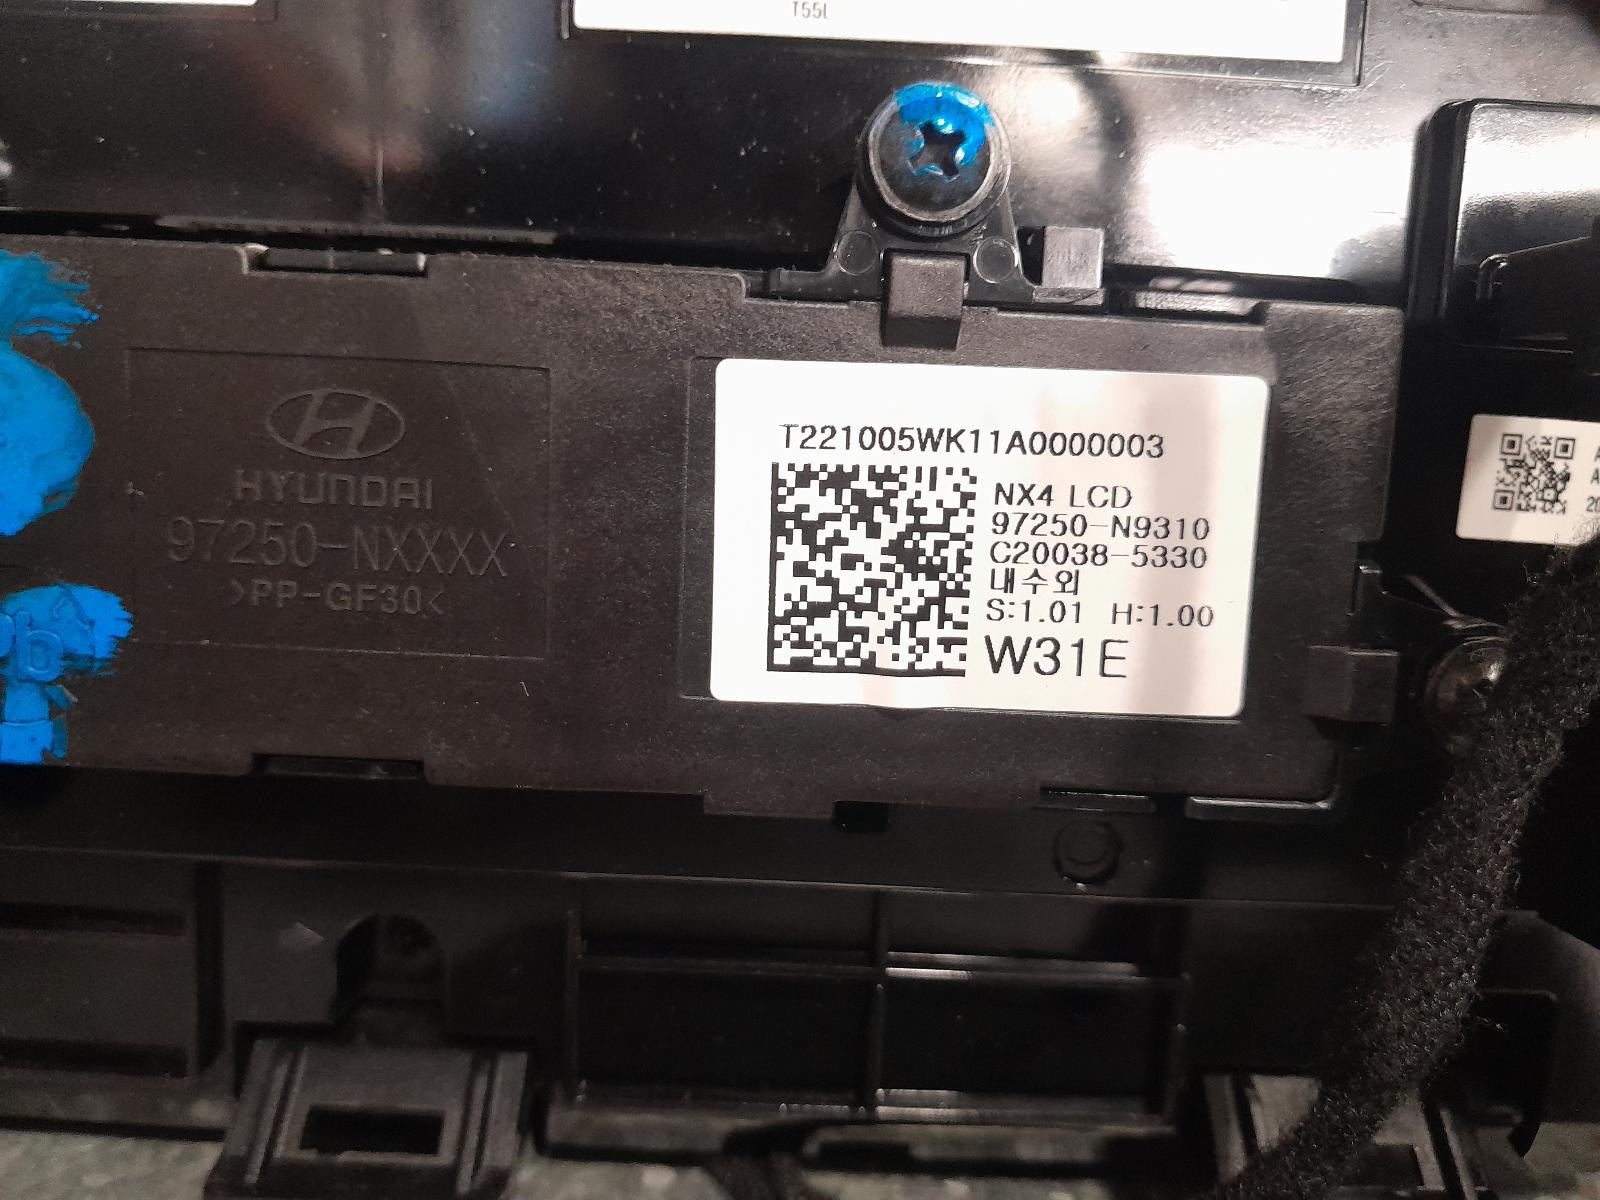 T55L
HYUNDAI
97250-NXXXX
>PP-GF30<
T221005WK11A0000003
NX4 LCD
97250-N9310
C20038-5330
내수외
S:1.01 H:1.00
W31E